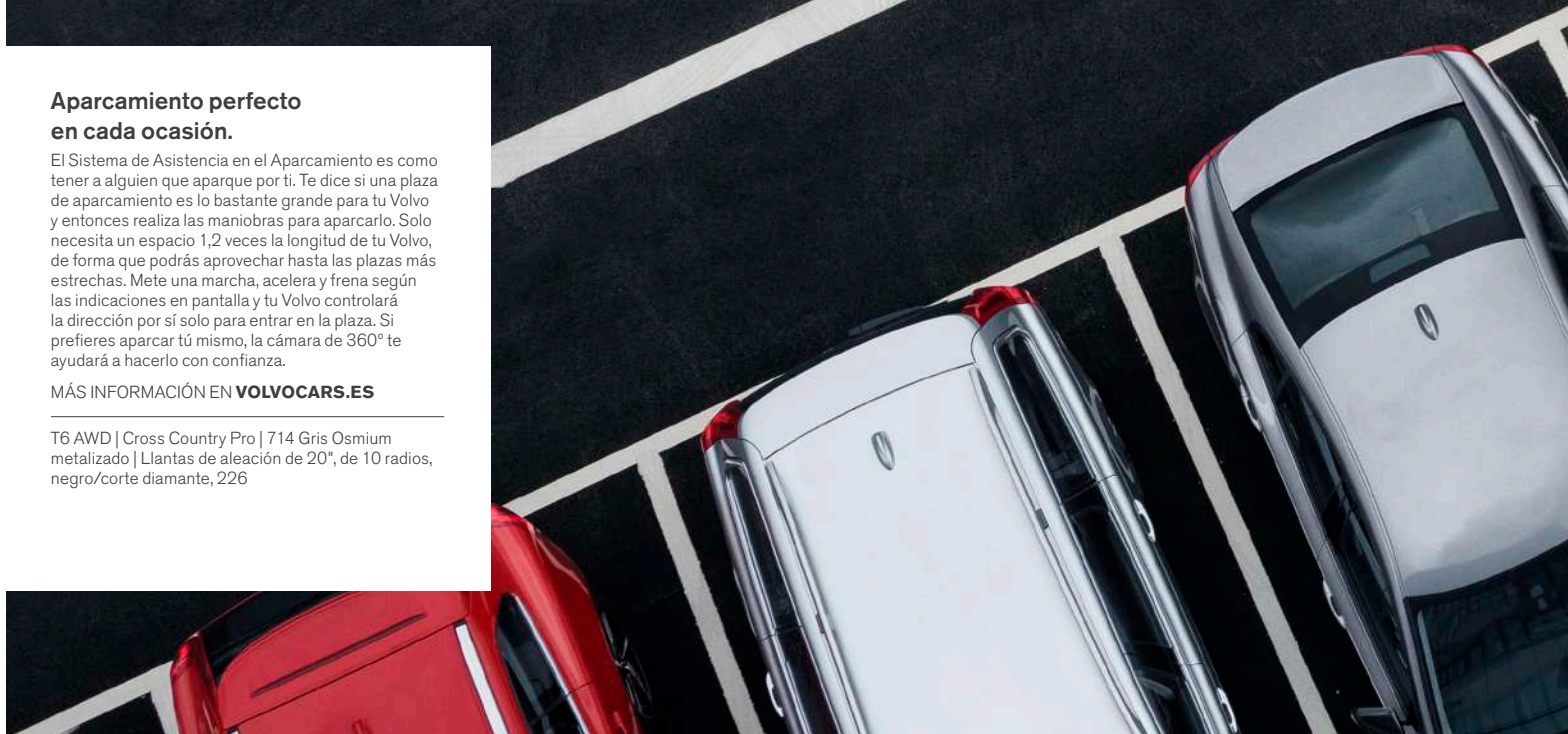 Aparcamiento perfecto
en cada ocasión.
El Sistema de Asistencia en el Aparcamiento es como
tener a alguien que aparque por ti. Te dice si una plaza
de aparcamiento es lo bastante grande para tu Volvo
y entonces realiza las maniobras para aparcarlo. Solo
necesita un espacio 1,2 veces la longitud de tu Volvo,
de forma que podrás aprovechar hasta las plazas más
estrechas. Mete una marcha, acelera y frena según
las indicaciones en pantalla y tu Volvo controlará
la dirección por sí solo para entrar en la plaza. Si
prefieres aparcar tú mismo, la cámara de 360º te
ayudará a hacerlo con confianza.
MÁS INFORMACIÓN EN VOLVOCARS.ES
T6 AWD | Cross Country Pro | 714 Gris Osmium
metalizado | Llantas de aleación de 20", de 10 radios,
negro/corte diamante, 226